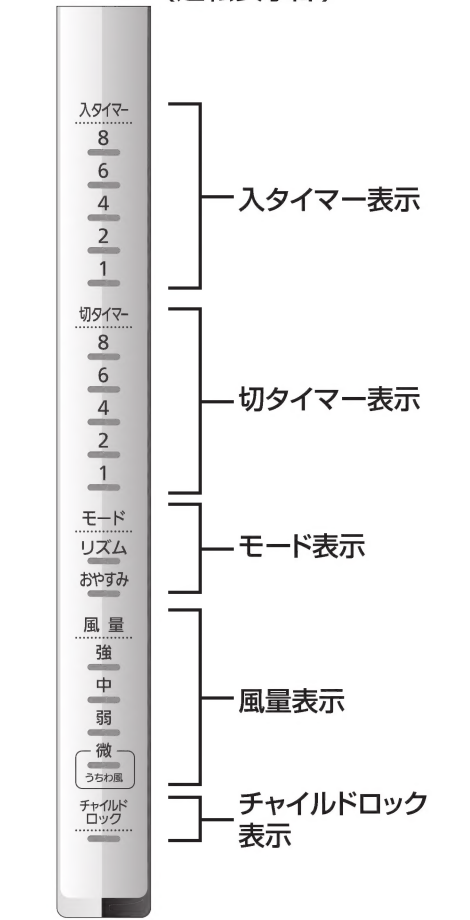 入タイマー
8
6
4
2
1
入タイマー表示
切タイマー
8
6
4
2
1
切タイマー表示
モード
リズム
おやすみ
モード表示
風量
強
中
弱
微
うちわ風
風量表示
チャイルド
ロック
チャイルドロック
表示